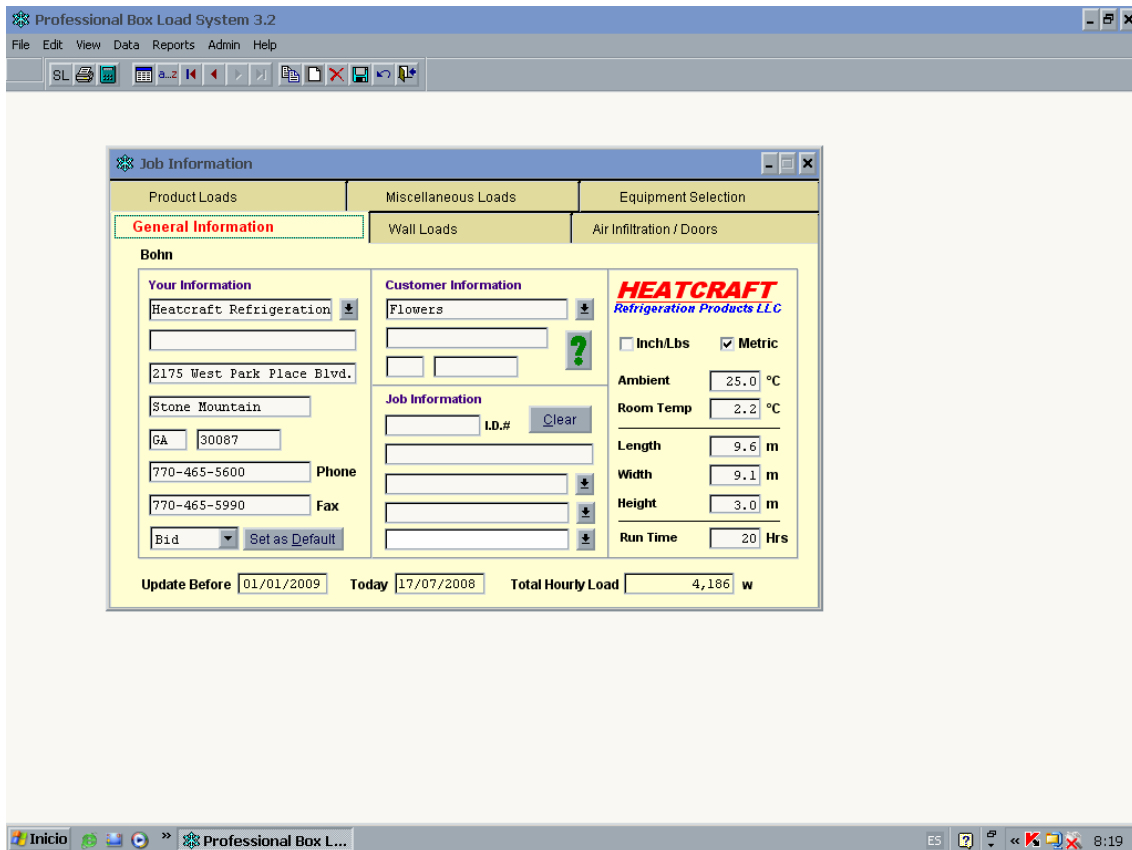 Professional Box Load System 3.2
File Edit View Data Reports Admin Help
SL a..z
Job Information
Product Loads Miscellaneous Loads Equipment Selection
General Information Wall Loads Air Infiltration / Doors
Bohn
Your Information
Heatcraft Refrigeration
2175 West Park Place Blvd.
Stone Mountain
GA 30087
770-465-5600 Phone
770-465-5990 Fax
Bid Set as Default
Customer Information
Flowers
?
Job Information
I.D.# Clear
HEATCRAFT
Refrigeration Products LLC
Inch/Lbs Metric
Ambient 25.0 °C
Room Temp 2.2 °C
Length 9.6 m
Width 9.1 m
Height 3.0 m
Run Time 20 Hrs
Update Before 01/01/2009 Today 17/07/2008 Total Hourly Load 4,186 w
Inicio » Professional Box L... ES ? « K 8:19